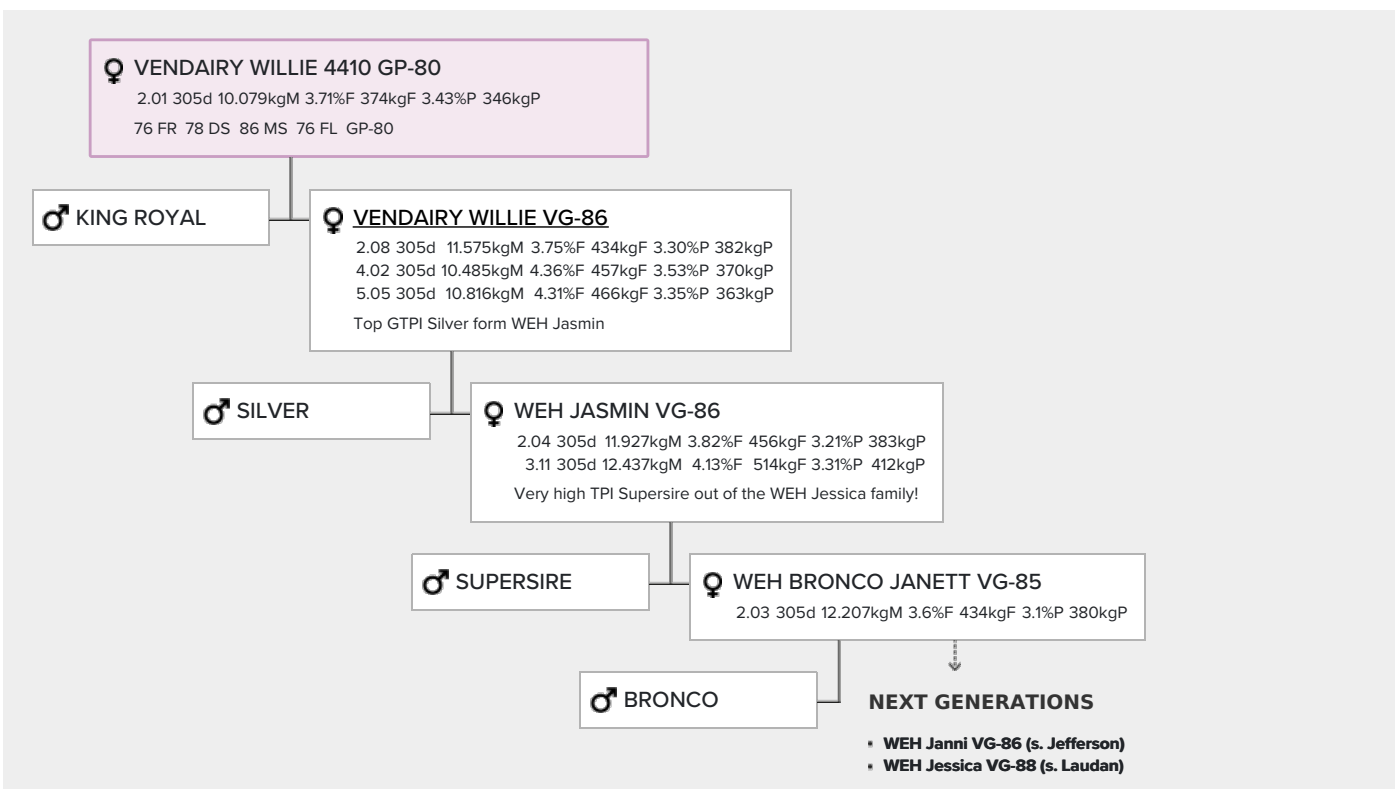 VENDAIRY WILLIE 4410 GP-80
2.01 305d 10.079kgM 3.71%F 374kgF 3.43%P 346kgP
76 FR 78 DS 86 MS 76 FL GP-80
KING ROYAL
VENDAIRY WILLIE VG-86
2.08 305d 11.575kgM 3.75%F 434kgF 3.30%P 382kgP
4.02 305d 10.485kgM 4.36%F 457kgF 3.53%P 370kgP
5.05 305d 10.816kgM 4.31%F 466kgF 3.35%P 363kgP
Top GTPI Silver form WEH Jasmin
SILVER
WEH JASMIN VG-86
2.04 305d 11.927kgM 3.82%F 456kgF 3.21%P 383kgP
3.11 305d 12.437kgM 4.13%F 514kgF 3.31%P 412kgP
Very high TPI Supersire out of the WEH Jessica family!
SUPERSIRE
WEH BRONCO JANETT VG-85
2.03 305d 12.207kgM 3.6%F 434kgF 3.1%P 380kgP
BRONCO
NEXT GENERATIONS
WEH Janni VG-86 (s. Jefferson)
WEH Jessica VG-88 (s. Laudan)